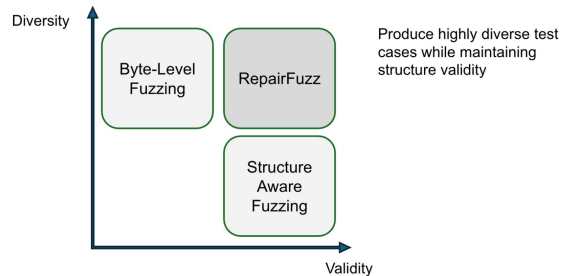 Diversity
Byte-Level
Fuzzing
RepairFuzz
Structure
Aware
Fuzzing
Validity
Produce highly diverse test
cases while maintaining
structure validity